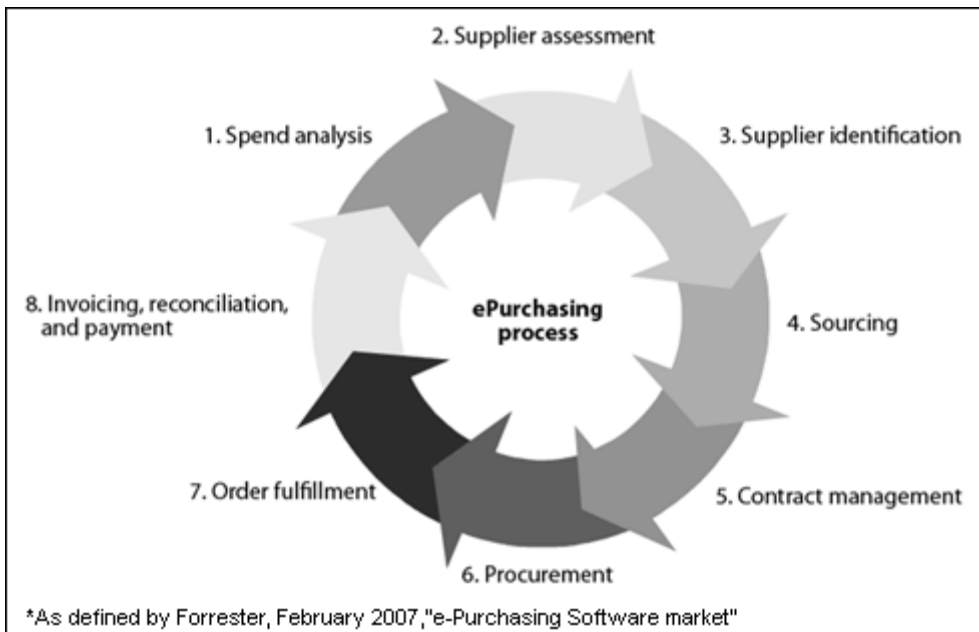 2. Supplier assessment
1. Spend analysis
3. Supplier identification
8. Invoicing, reconciliation,
and payment
ePurchasing
process
4. Sourcing
7. Order fulfillment
5. Contract management
6. Procurement
*As defined by Forrester, February 2007,"e-Purchasing Software market"